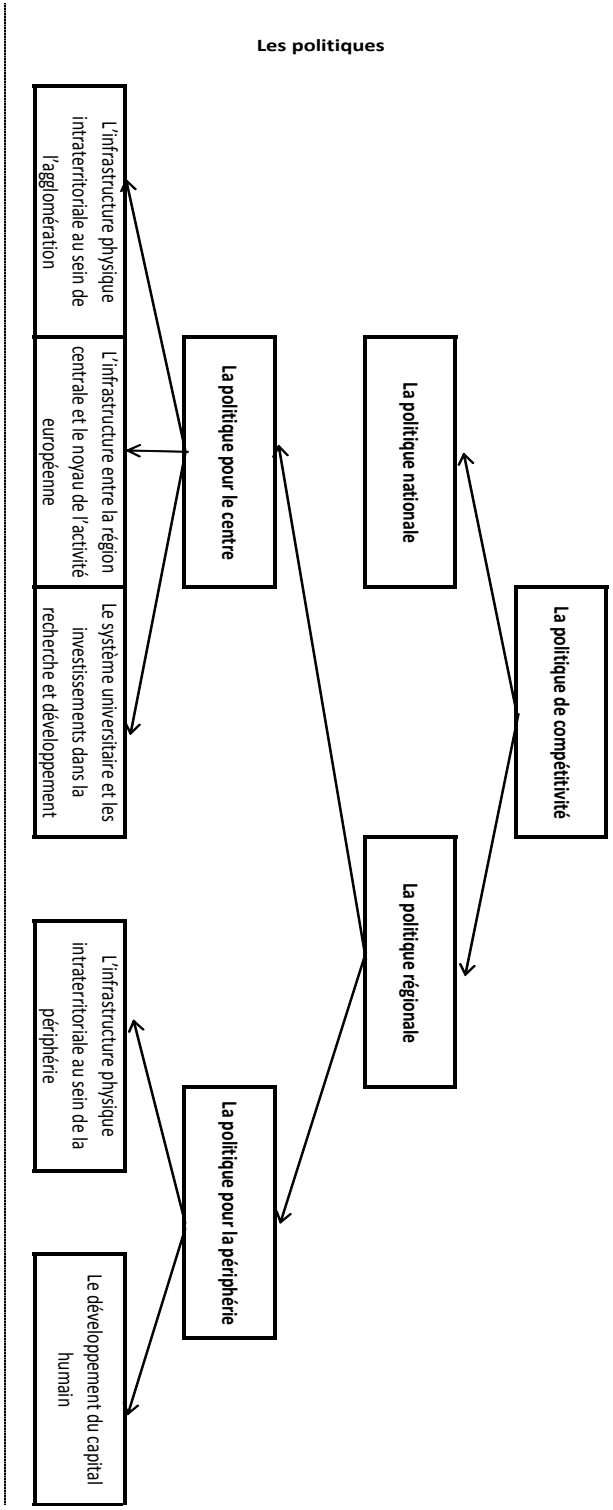 Les politiques
La politique de compétitivité
La politique nationale
La politique régionale
La politique pour le centre
La politique pour la périphérie
L'infrastructure physique
intraterritoriale au sein de
l'agglomération
L'infrastructure entre la région
centrale et le noyau de l'activité
européenne
Le système universitaire et les
investissements dans la
recherche et développement
L'infrastructure physique
intraterritoriale au sein de la
périphérie
Le développement du capital
humain